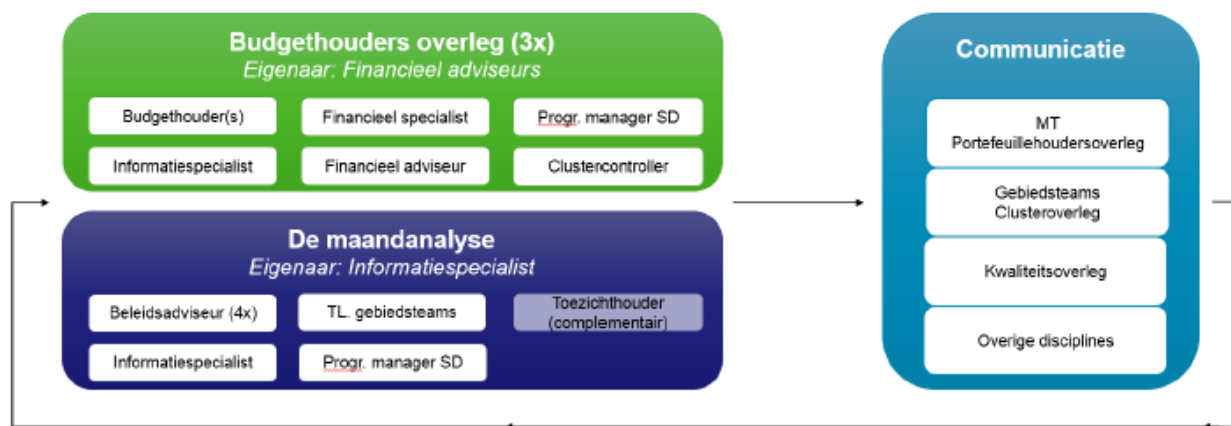 Budgethouders overleg (3x)
Eigenaar: Financieel adviseurs
Budgethouder(s)
Financieel specialist
Progr. manager SD
Informatiespecialist
Financieel adviseur
Clustercontroller
De maandanalyse
Eigenaar: Informatiespecialist
Beleidsadviseur (4x)
TL. gebiedsteams
Toezichthouder
(complementair)
Informatiespecialist
Progr. manager SD
Communicatie
MT
Portefeuillehoudersoverleg
Gebiedsteams
Clusteroverleg
Kwaliteitsoverleg
Overige disciplines